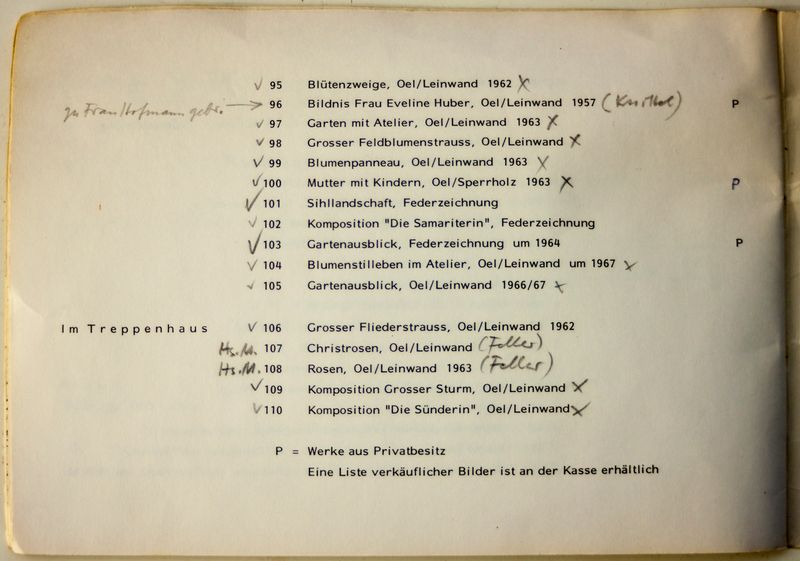 ✓ 95 Blütenzweige, Oel/Leinwand 1962 X
zu Frau Hofmann gebr. → 96 Bildnis Frau Eveline Huber, Oel/Leinwand 1957 P
✓ 97 Garten mit Atelier, Oel/Leinwand 1963 X
✓ 98 Grosser Feldblumenstrauss, Oel/Leinwand X
✓ 99 Blumenpanneau, Oel/Leinwand 1963 X
✓ 100 Mutter mit Kindern, Oel/Sperrholz 1963 X P
✓ 101 Sihllandschaft, Federzeichnung
✓ 102 Komposition "Die Samariterin", Federzeichnung
✓ 103 Gartenausblick, Federzeichnung um 1964 P
✓ 104 Blumenstilleben im Atelier, Oel/Leinwand um 1967 X
✓ 105 Gartenausblick, Oel/Leinwand 1966/67 X
Im Treppenhaus ✓ 106 Grosser Fliederstrauss, Oel/Leinwand 1962
Hs.M. 107 Christrosen, Oel/Leinwand (Feller)
Hs.M. 108 Rosen, Oel/Leinwand 1963 (Feller)
✓ 109 Komposition Grosser Sturm, Oel/Leinwand X
✓ 110 Komposition "Die Sünderin", Oel/Leinwand X
P = Werke aus Privatbesitz
Eine Liste verkäuflicher Bilder ist an der Kasse erhältlich